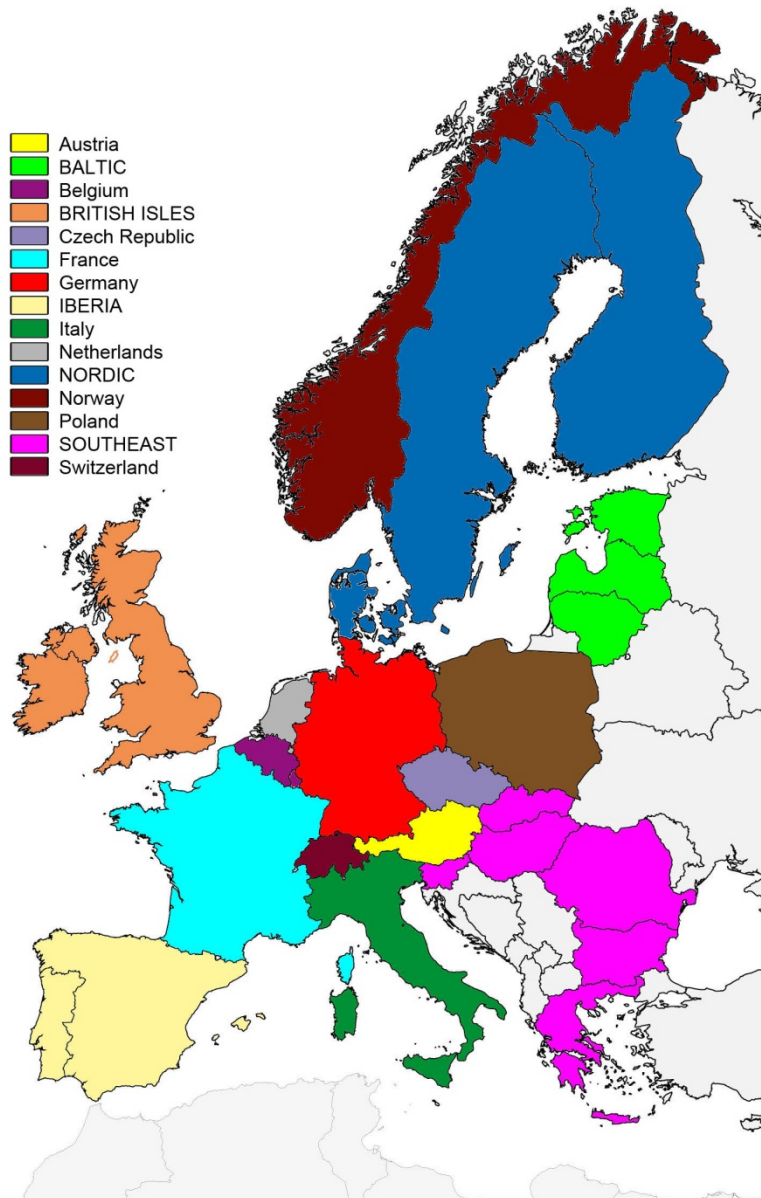 Austria
BALTIC
Belgium
BRITISH ISLES
Czech Republic
France
Germany
IBERIA
Italy
Netherlands
NORDIC
Norway
Poland
SOUTHEAST
Switzerland